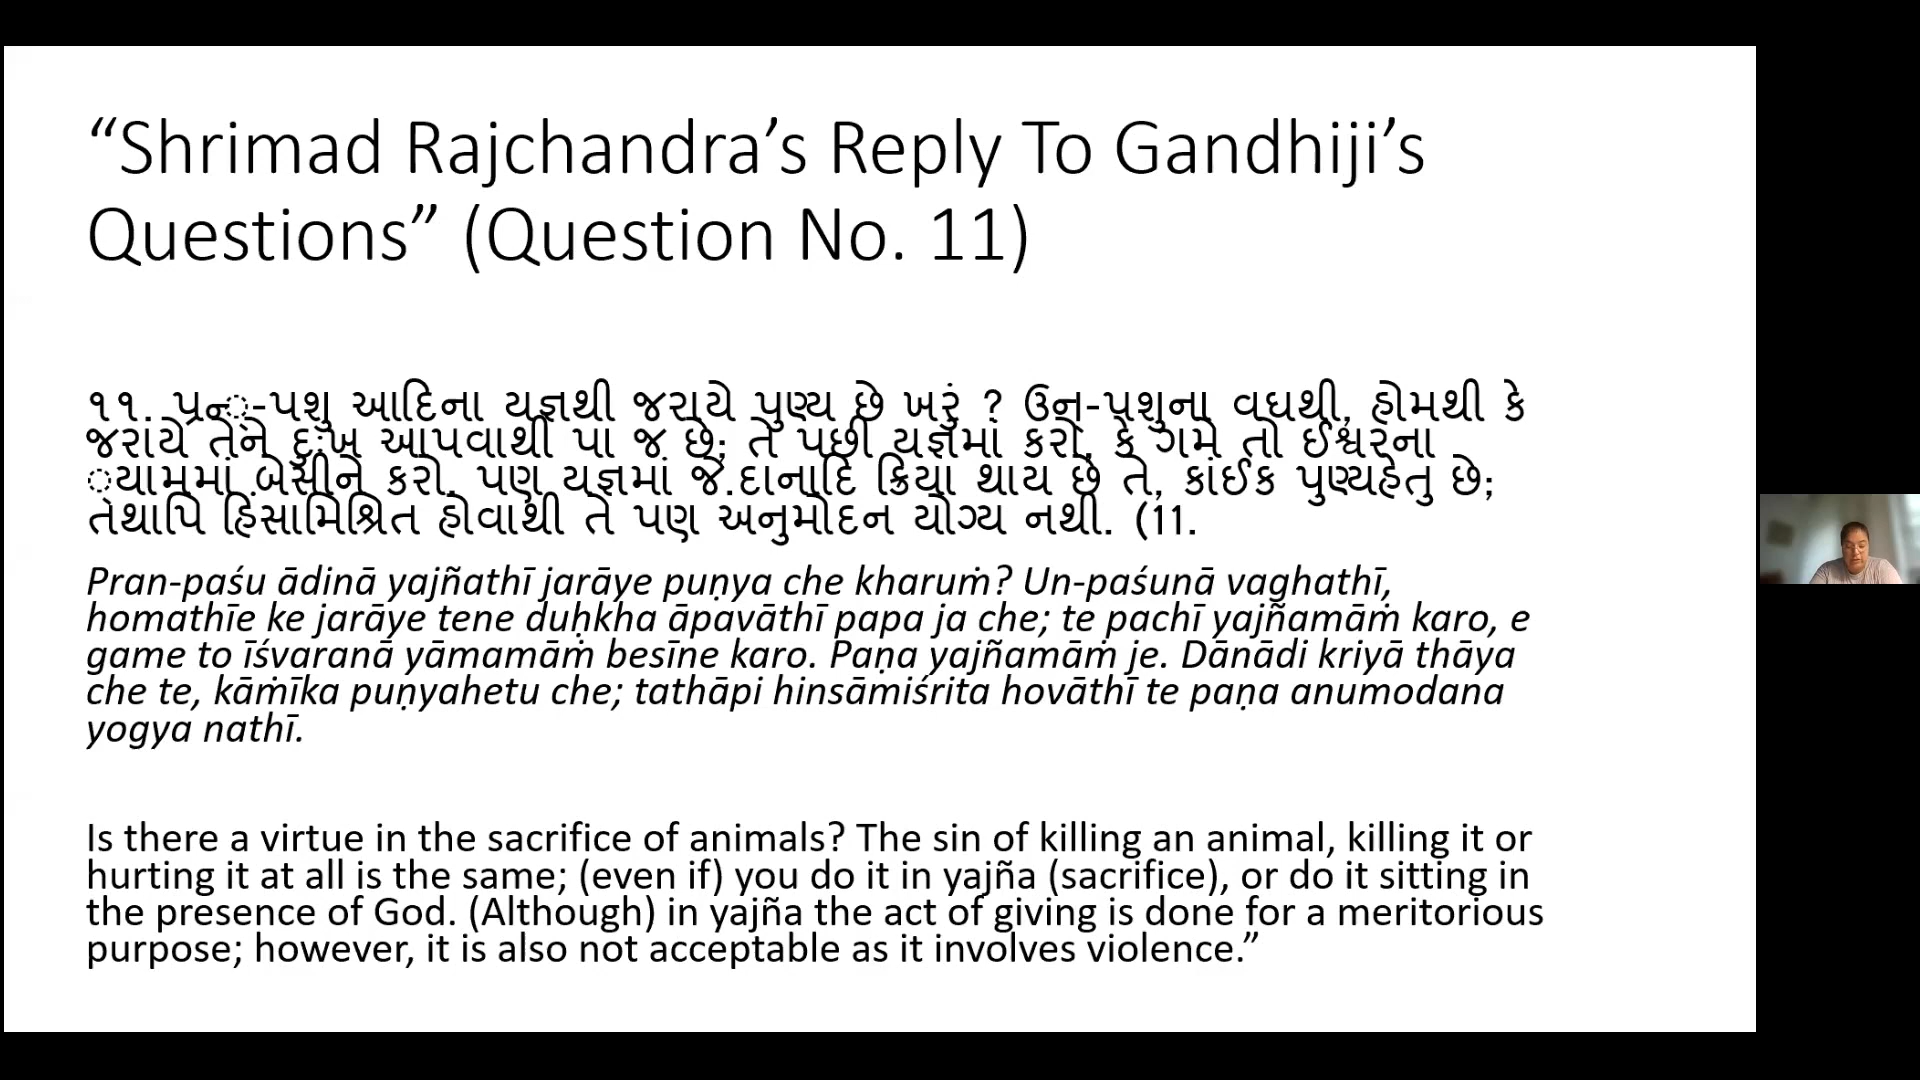 “Shrimad Rajchandra’s Reply To Gandhiji’s
Questions” (Question No. 11)
૧૧. પ્રન્ુ-પશુ આદિના યજ્ઞથી જરાયે પુણ્ય છે ખરું ? ઉન્-પશુના વઘથી, હોમથી કે
જરાયે તેને દુઃખ આપવાથી પા જ છે; તે પછી યજ્ઞમાં કરો, કે ગમે તો ઈશ્વરના
્યામમાં બેસીને કરો. પણ યજ્ઞમાં જે.દાનાદિ ક્રિયા થાય છે તે, કાંઈક પુણ્યહેતુ છે;
તથાપિ હિસામિશ્રિત હોવાથી તે પણ અનુમોદન યોગ્ય નથી. (11.
Pran-paśu ādinā yajñathī jarāye puṇya che kharuṁ? Un-paśunā vaghathī,
homathīe ke jarāye tene duḥkha āpavāthī papa ja che; te pachī yajñamāṁ karo, e
game to īśvaranā yāmamāṁ besīne karo. Paṇa yajñamāṁ je. Dānādi kriyā thāya
che te, kāṁīka puṇyahetu che; tathāpi hinsāmiśrita hovāthī te paṇa anumodana
yogya nathī.
Is there a virtue in the sacrifice of animals? The sin of killing an animal, killing it or
hurting it at all is the same; (even if) you do it in yajña (sacrifice), or do it sitting in
the presence of God. (Although) in yajña the act of giving is done for a meritorious
purpose; however, it is also not acceptable as it involves violence.”